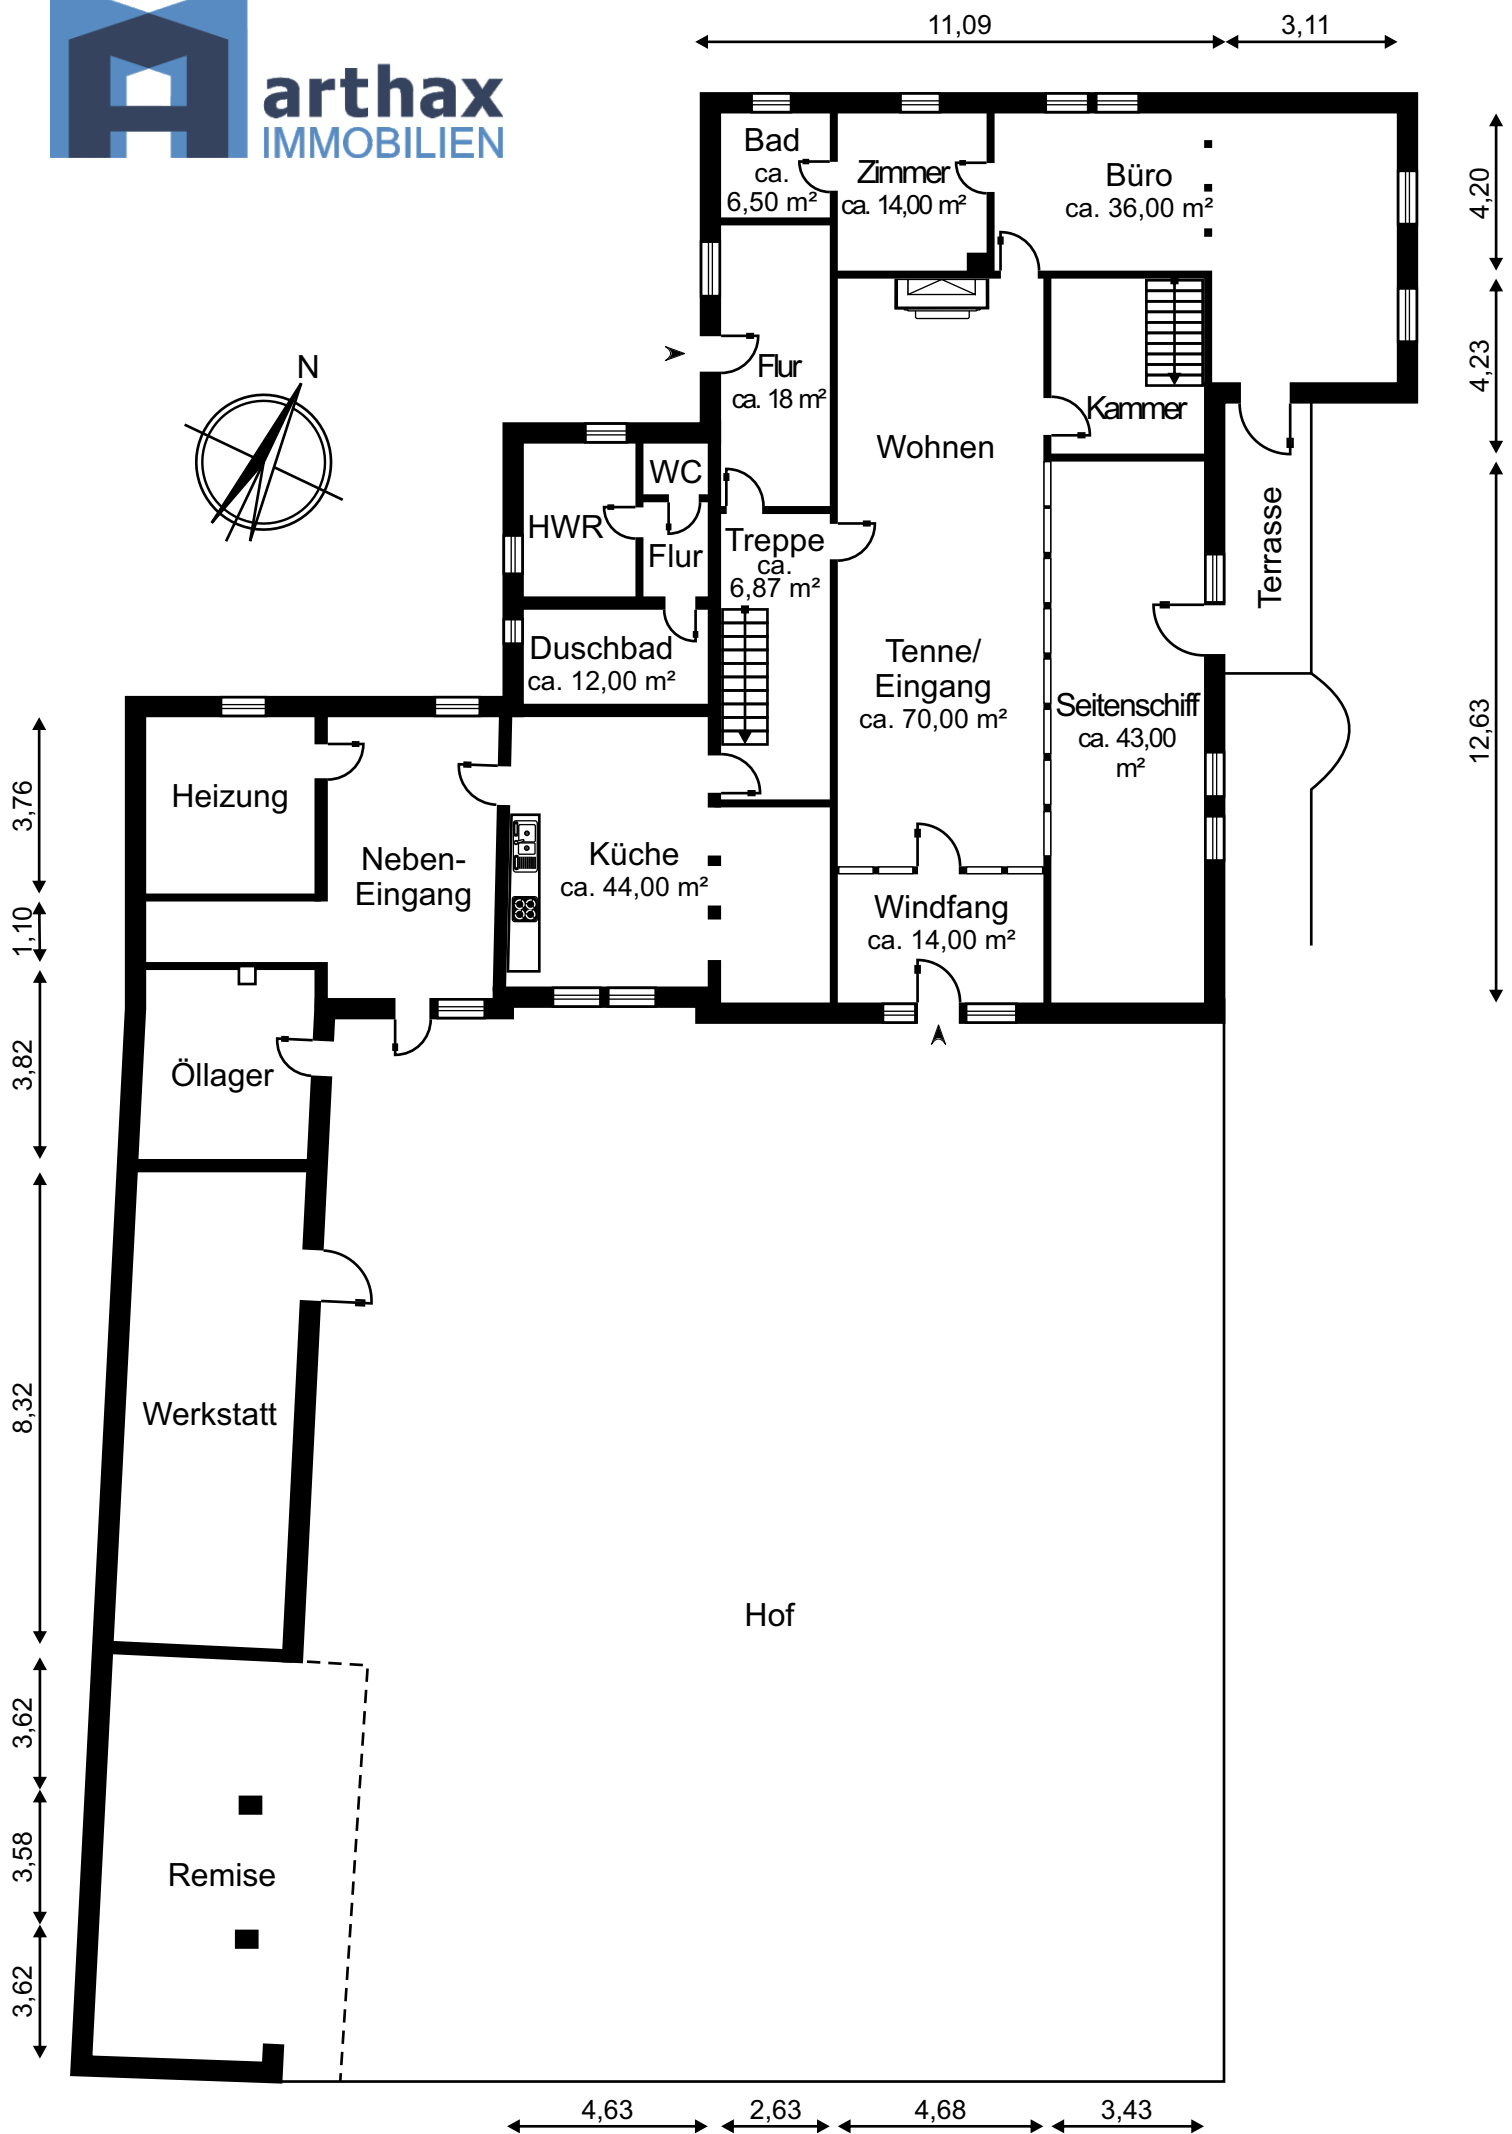 arthax
IMMOBILIEN
11,09
3,11
4,20
4,23
12,63
N
Bad
ca.
6,50 m²
Zimmer
ca. 14,00 m²
Büro
ca. 36,00 m²
Flur
ca. 18 m²
Wohnen
Kammer
WC
HWR
Flur
Treppe
ca.
6,87 m²
Terrasse
Duschbad
ca. 12,00 m²
Tenne/
Eingang
ca. 70,00 m²
Seitenschiff
ca. 43,00
m²
Heizung
Neben-
Eingang
Küche
ca. 44,00 m²
Windfang
ca. 14,00 m²
Öllager
Werkstatt
Hof
Remise
3,76
1,10
3,82
8,32
3,62
3,58
3,62
4,63
2,63
4,68
3,43